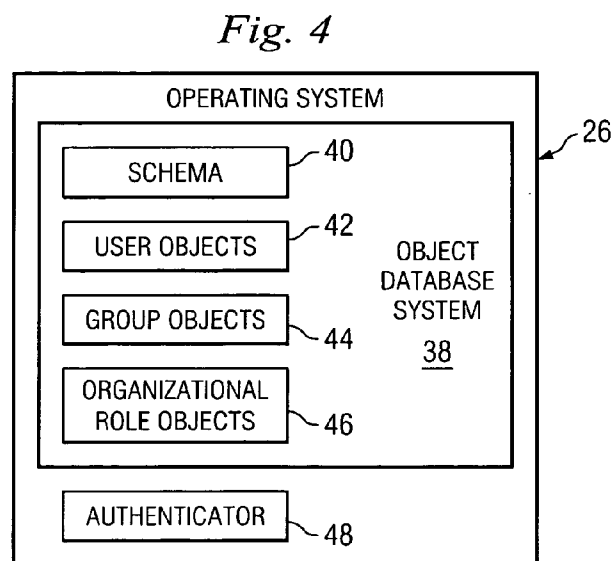 Fig. 4
OPERATING SYSTEM
26
SCHEMA
40
USER OBJECTS
42
OBJECT
DATABASE
SYSTEM
38
GROUP OBJECTS
44
ORGANIZATIONAL
ROLE OBJECTS
46
AUTHENTICATOR
48